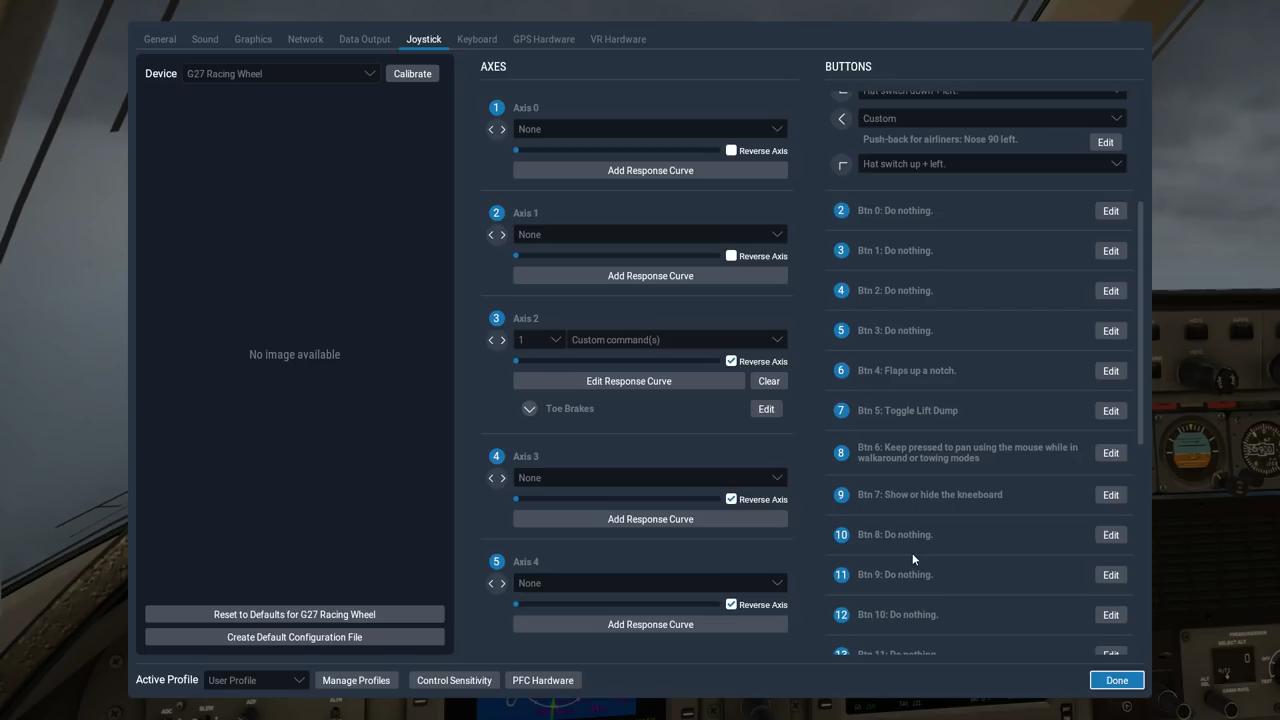 General Sound Graphics Network Data Output Joystick Keyboard GPS Hardware VR Hardware
Device G27 Racing Wheel Calibrate
No image available
Reset to Defaults for G27 Racing Wheel
Create Default Configuration File
AXES
1 Axis 0
None
Reverse Axis
Add Response Curve
2 Axis 1
None
Reverse Axis
Add Response Curve
3 Axis 2
1 Custom command(s)
Reverse Axis
Edit Response Curve Clear
Toe Brakes Edit
4 Axis 3
None
Reverse Axis
Add Response Curve
5 Axis 4
None
Reverse Axis
Add Response Curve
BUTTONS
Hat switch down + left.
Custom
Push-back for airliners: Nose 90 left. Edit
Hat switch up + left.
2 Btn 0: Do nothing. Edit
3 Btn 1: Do nothing. Edit
4 Btn 2: Do nothing. Edit
5 Btn 3: Do nothing. Edit
6 Btn 4: Flaps up a notch. Edit
7 Btn 5: Toggle Lift Dump Edit
8 Btn 6: Keep pressed to pan using the mouse while in
walkaround or towing modes Edit
9 Btn 7: Show or hide the kneeboard Edit
10 Btn 8: Do nothing. Edit
11 Btn 9: Do nothing. Edit
12 Btn 10: Do nothing. Edit
13 Btn 11: Do nothing. Edit
Active Profile User Profile Manage Profiles Control Sensitivity PFC Hardware Done